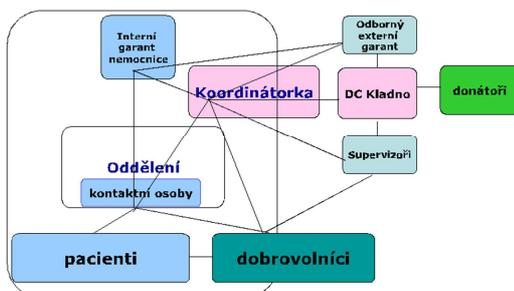 Interní
garant
nemocnice
Odborný
externí
garant
Koordinátorka
DC Kladno
donátoři
Supervizoři
Oddělení
kontaktní osoby
pacienti
dobrovolníci